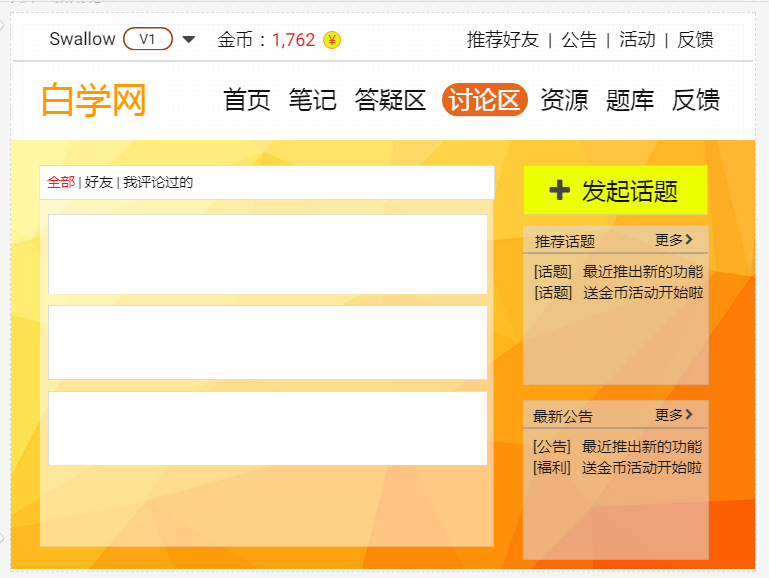 Swallow V1 金币：1,762 ¥ 推荐好友 | 公告 | 活动 | 反馈
白学网 首页 笔记 答疑区 讨论区 资源 题库 反馈
全部 | 好友 | 我评论过的
发起话题
推荐话题 更多
[话题] 最近推出新的功能
[话题] 送金币活动开始啦
最新公告 更多
[公告] 最近推出新的功能
[福利] 送金币活动开始啦